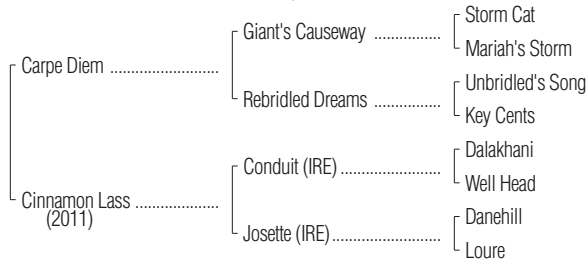 Storm Cat
Giant's Causeway ..................
Mariah's Storm
Carpe Diem ........................
Unbridled's Song
Rebridled Dreams ................
Key Cents
Dalakhani
Conduit (IRE) ......................
Well Head
Cinnamon Lass ..................
(2011)
Danehill
Josette (IRE) ........................
Loure